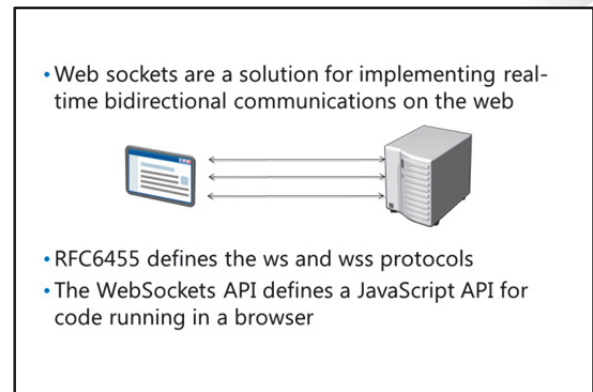 • Web sockets are a solution for implementing real-
time bidirectional communications on the web
• RFC6455 defines the ws and wss protocols
• The WebSockets API defines a JavaScript API for
code running in a browser